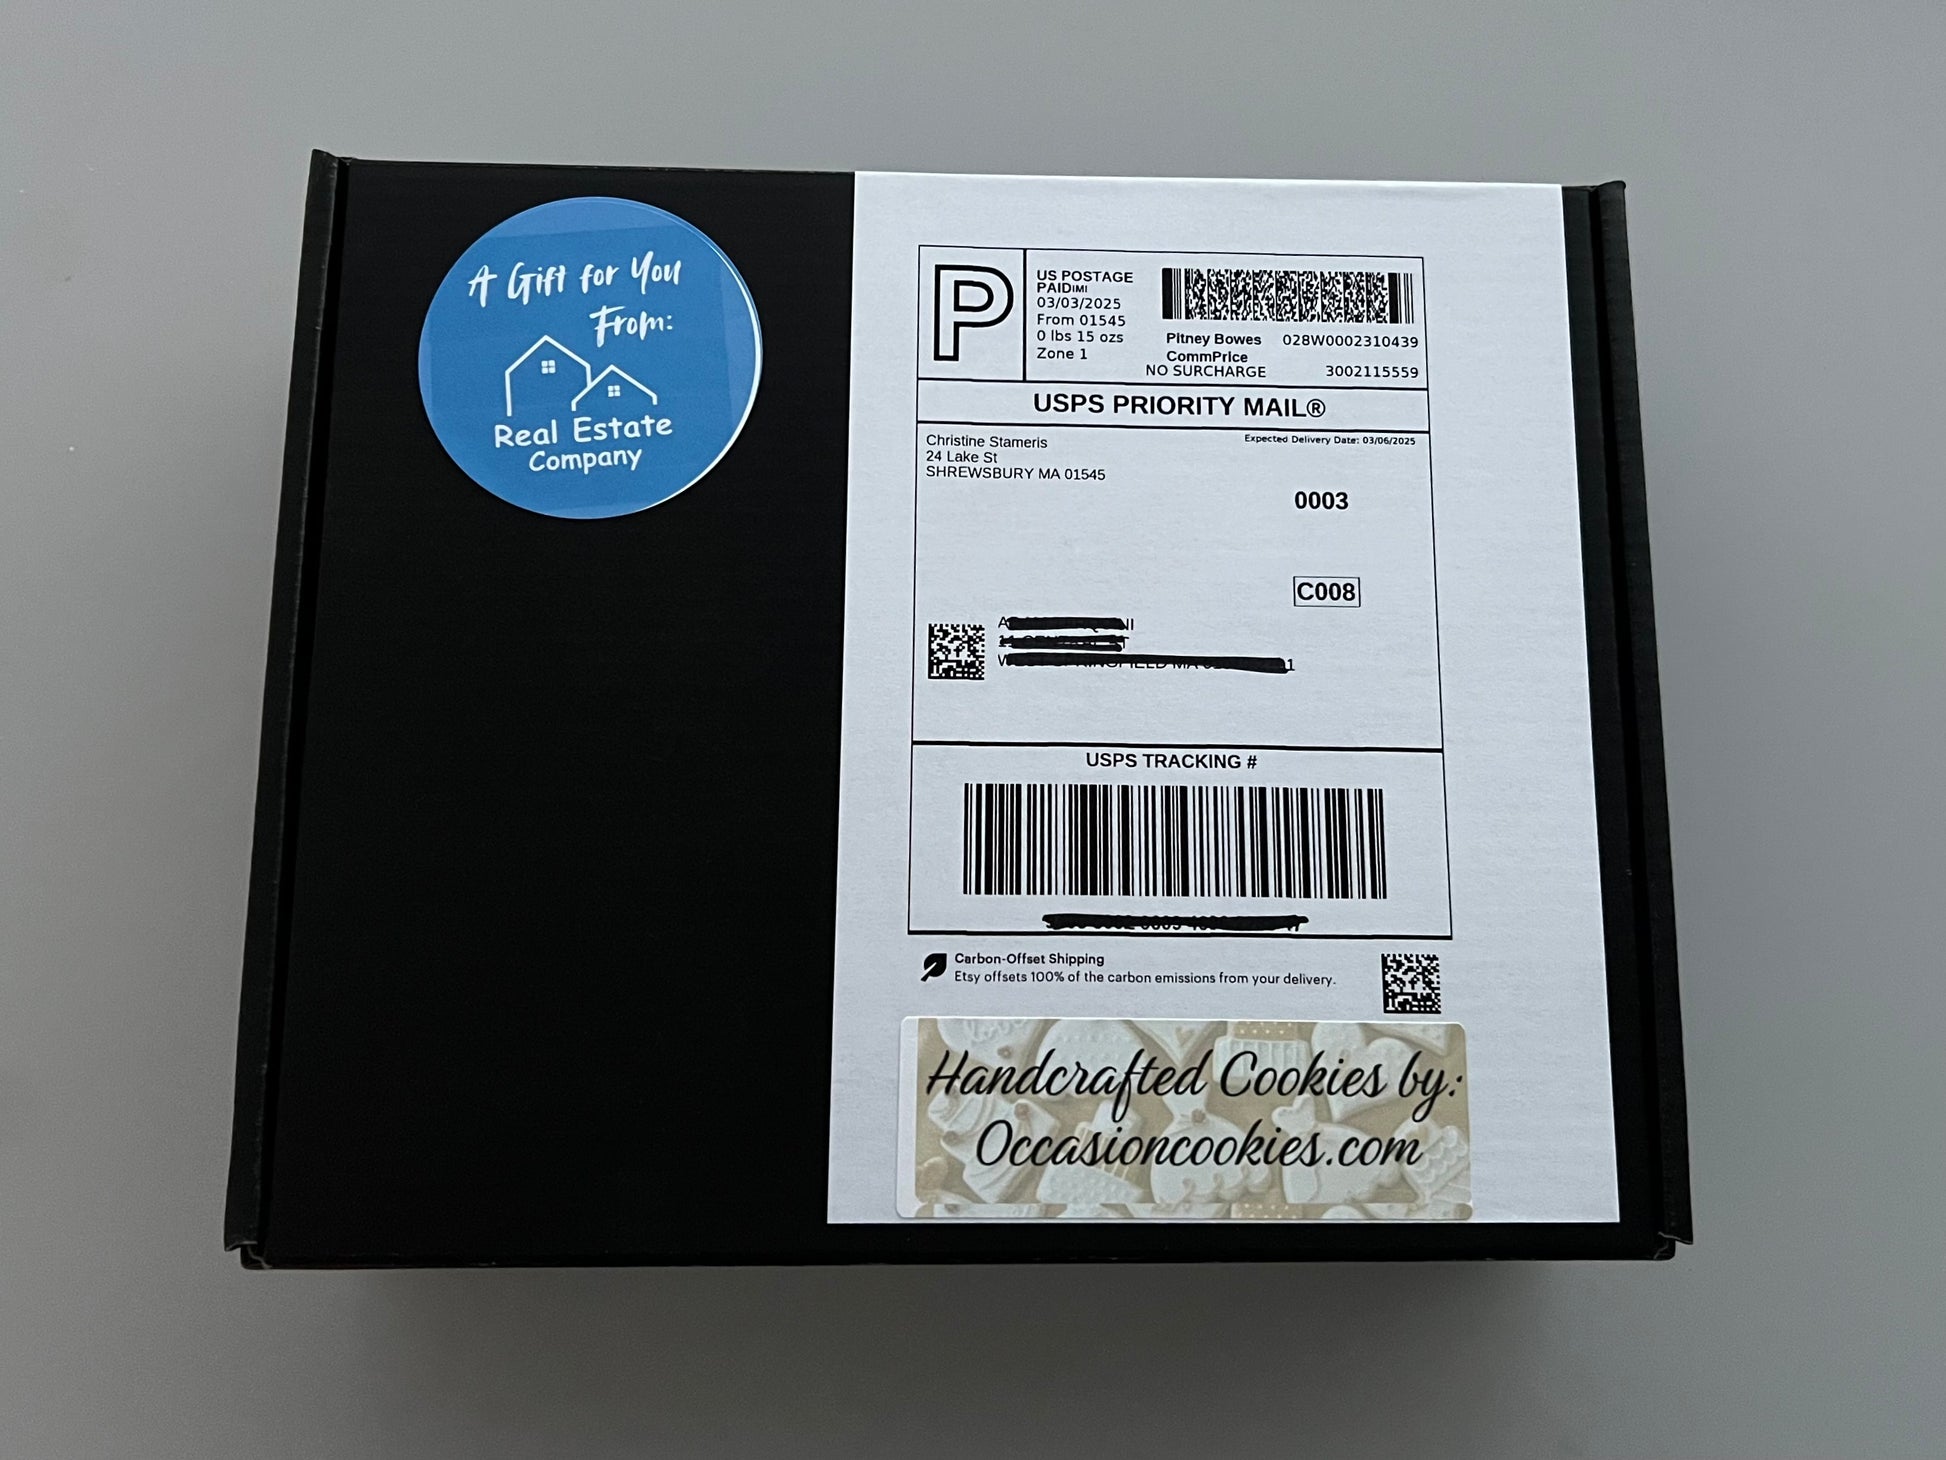 A Gift for You
From:
Real Estate
Company
P
US POSTAGE
PAID IMI
03/03/2025
From 01545
0 lbs 15 ozs
Zone 1
Pitney Bowes 028W0002310439
CommPrice
NO SURCHARGE 3002115559
USPS PRIORITY MAIL®
Christine Stameris
24 Lake St
SHREWSBURY MA 01545
Expected Delivery Date: 03/06/2025
0003
C008
USPS TRACKING #
Carbon-Offset Shipping
Etsy offsets 100% of the carbon emissions from your delivery.
Handcrafted Cookies by:
Occasioncookies.com